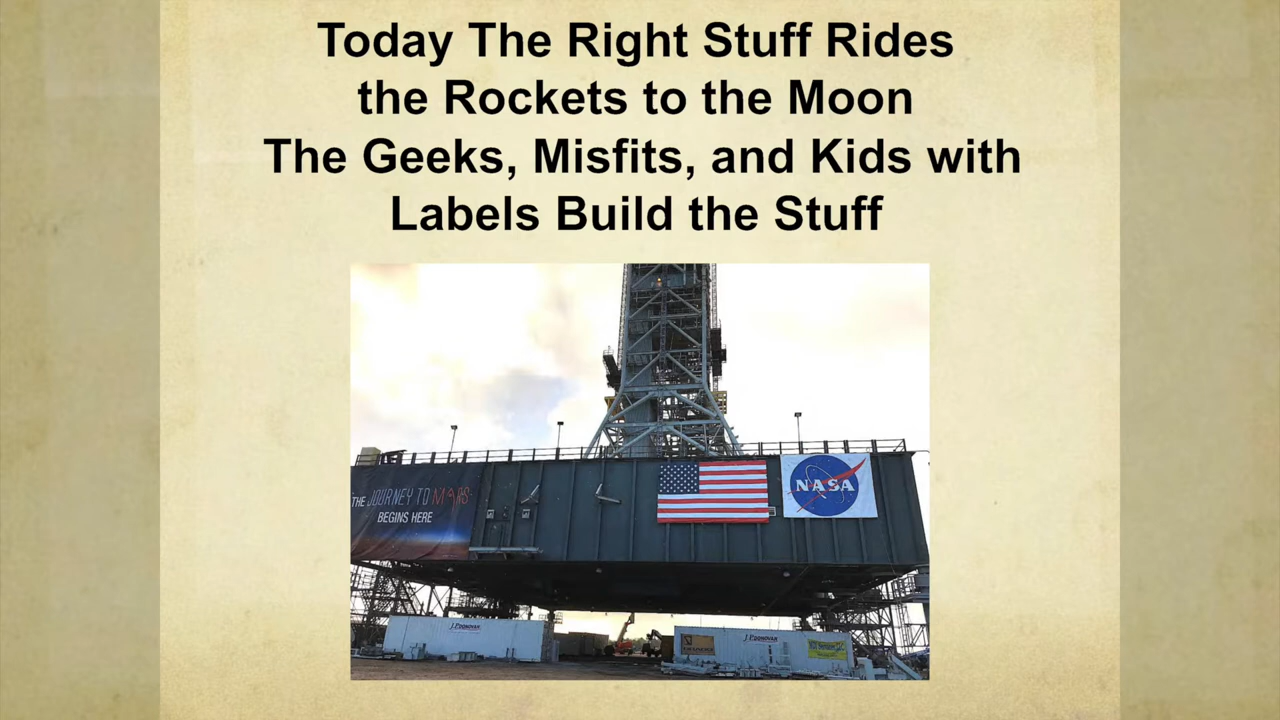 Today The Right Stuff Rides
the Rockets to the Moon
The Geeks, Misfits, and Kids with
Labels Build the Stuff
THE JOURNEY TO MARS
BEGINS HERE
NASA
J.P. DONOVAN
J.P. DONOVAN